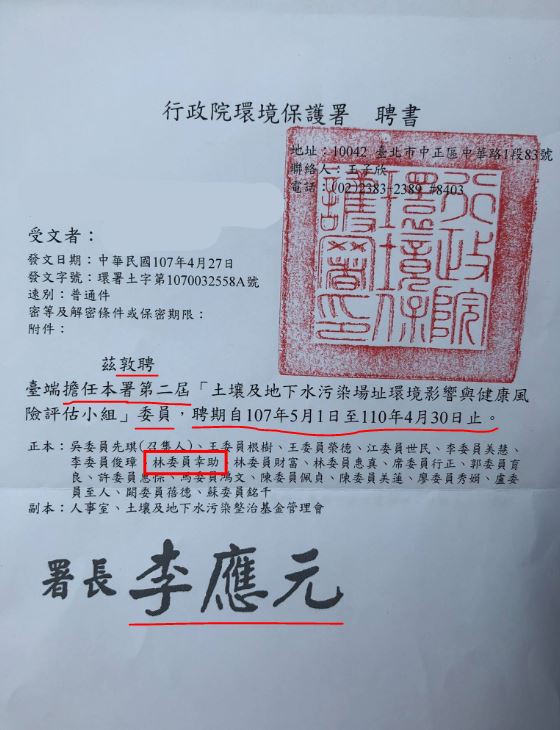 行政院環境保護署　聘書
地址：10042 臺北市中正區中華路1段83號
聯絡人：王子欣
電話：(02)2383-2389 #8403
行政院
環境保
護署印
受文者：
發文日期：中華民國107年4月27日
發文字號：環署土字第1070032558A號
速別：普通件
密等及解密條件或保密期限：
附件：
茲敦聘
臺端擔任本署第二屆「土壤及地下水污染場址環境影響與健康風
險評估小組」委員，聘期自107年5月1日至110年4月30日止。
正本：吳委員先琪(召集人)、王委員根樹、王委員榮德、江委員世民、李委員美慧、
李委員俊璋、林委員幸助、林委員財富、林委員惠真、席委員行正、郭委員育
良、許委員惠悰、馬委員鴻文、陳委員佩貞、陳委員美蓮、廖委員秀娟、盧委
員至人、闕委員蓓德、蘇委員銘千
副本：人事室、土壤及地下水污染整治基金管理會
署長 李應元